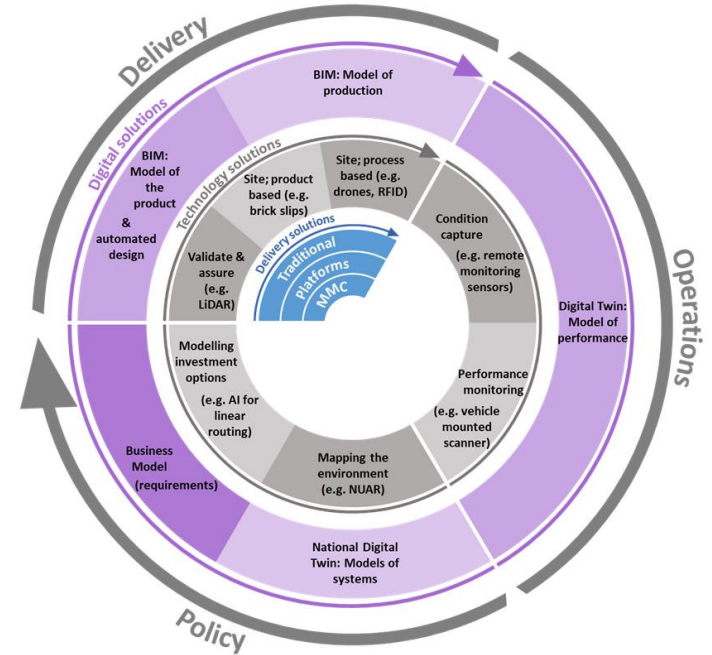 Delivery
Digital solutions
BIM: Model of
production
BIM:
Model of
the
product
&
automated
design
Technology solutions
Site; product
based (e.g.
brick slips)
Site; process
based (e.g.
drones, RFID)
Validate &
assure (e.g.
LiDAR)
Delivery solutions
Traditional
Platforms
MMC
Condition
capture
(e.g. remote
monitoring
sensors)
Operations
Digital Twin:
Model of
performance
Performance
monitoring
(e.g. vehicle
mounted
scanner)
Modelling
investment
options
(e.g. AI for
linear
routing)
Mapping the
environment
(e.g. NUAR)
Business
Model
(requirements)
National Digital
Twin: Models of
systems
Policy